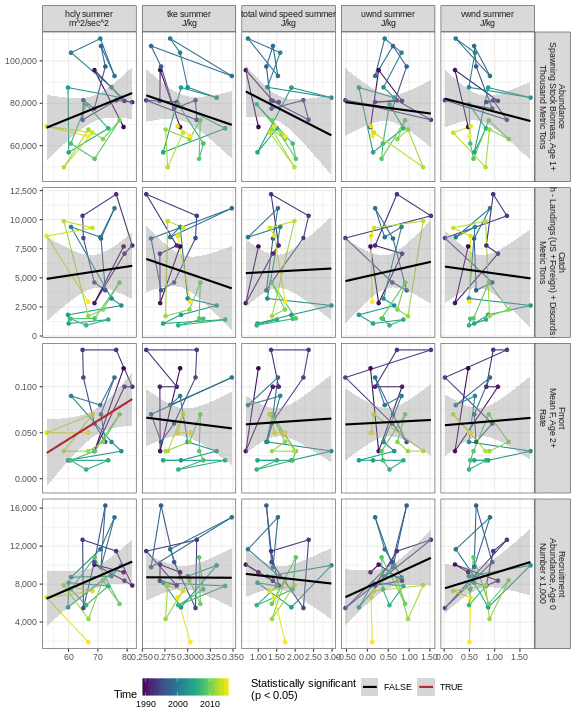 hdly summer
m^2/sec^2
tke summer
J/kg
total wind speed summer
J/kg
uwnd summer
J/kg
vwnd summer
J/kg
100,000
80,000
60,000
Abundance
Spawning Stock Biomass, Age 1+
Thousand Metric Tons
12,500
10,000
7,500
5,000
2,500
0
Catch
h - Landings (US +Foreign) + Discards
Metric Tons
0.100
0.050
0.000
Fmort
Mean F, Age 2+
Rate
16,000
12,000
8,000
4,000
Recruitment
Abundance, Age 0
Number x 1,000
60 70 80 0.250 0.275 0.300 0.325 0.350 1.00 1.50 2.00 2.50 3.00 0.50 0.00 0.50 1.00 1.50 0.00 0.50 1.00 1.50
Time
1990 2000 2010
Statistically significant
(p < 0.05)
FALSE
TRUE